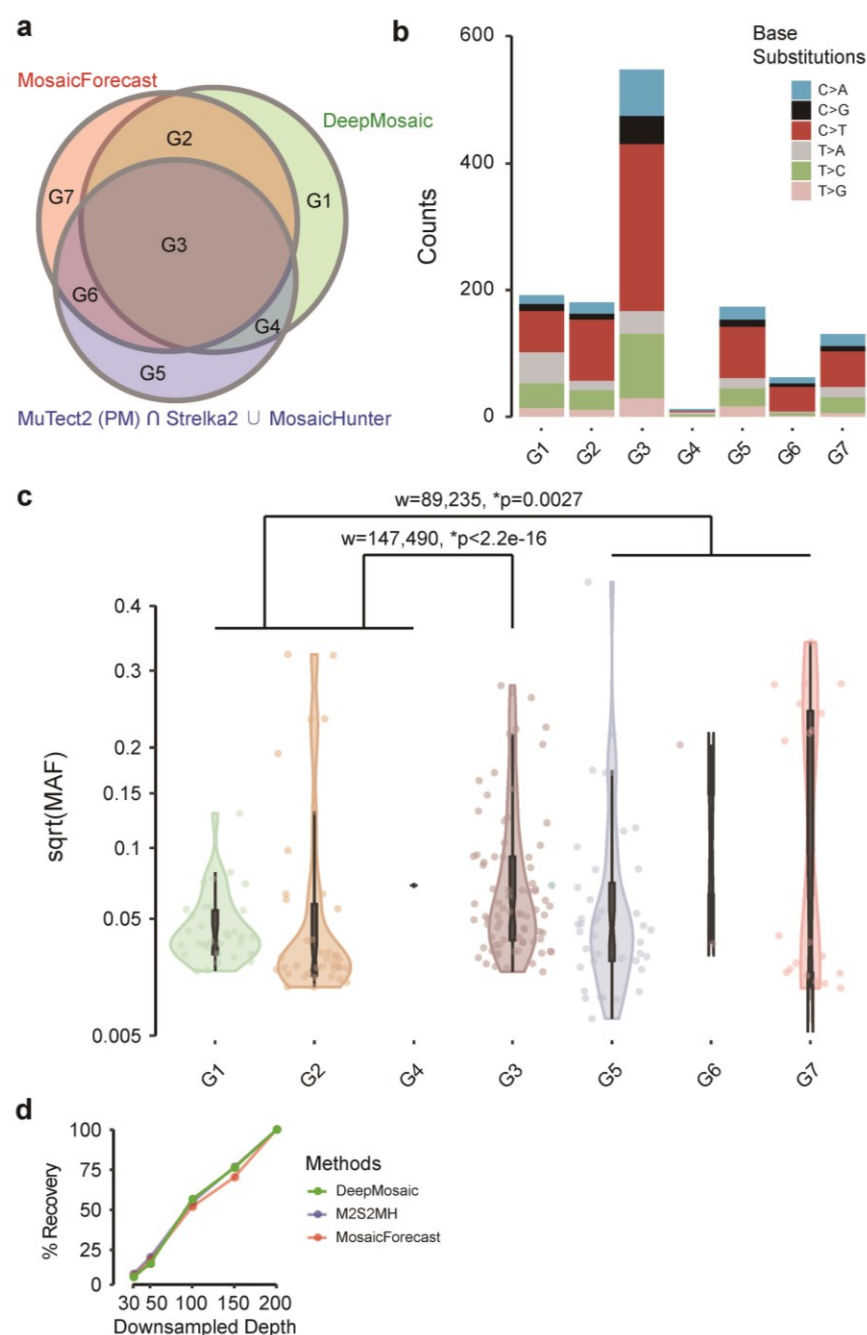 a
MosaicForecast
DeepMosaic
G2
G7
G1
G3
G6
G4
G5
MuTect2 (PM) ∩ Strelka2 ∪ MosaicHunter
b
600
400
200
0
Counts
Base
Substitutions
C>A
C>G
C>T
T>A
T>C
T>G
G1 G2 G3 G4 G5 G6 G7
c
w=89,235, *p=0.0027
w=147,490, *p<2.2e-16
0.4
0.3
0.2
0.15
0.1
0.05
0.005
sqrt(MAF)
G1 G2 G4 G3 G5 G6 G7
d
100
75
50
25
0
% Recovery
30 50 100 150 200
Downsampled Depth
Methods
DeepMosaic
M2S2MH
MosaicForecast